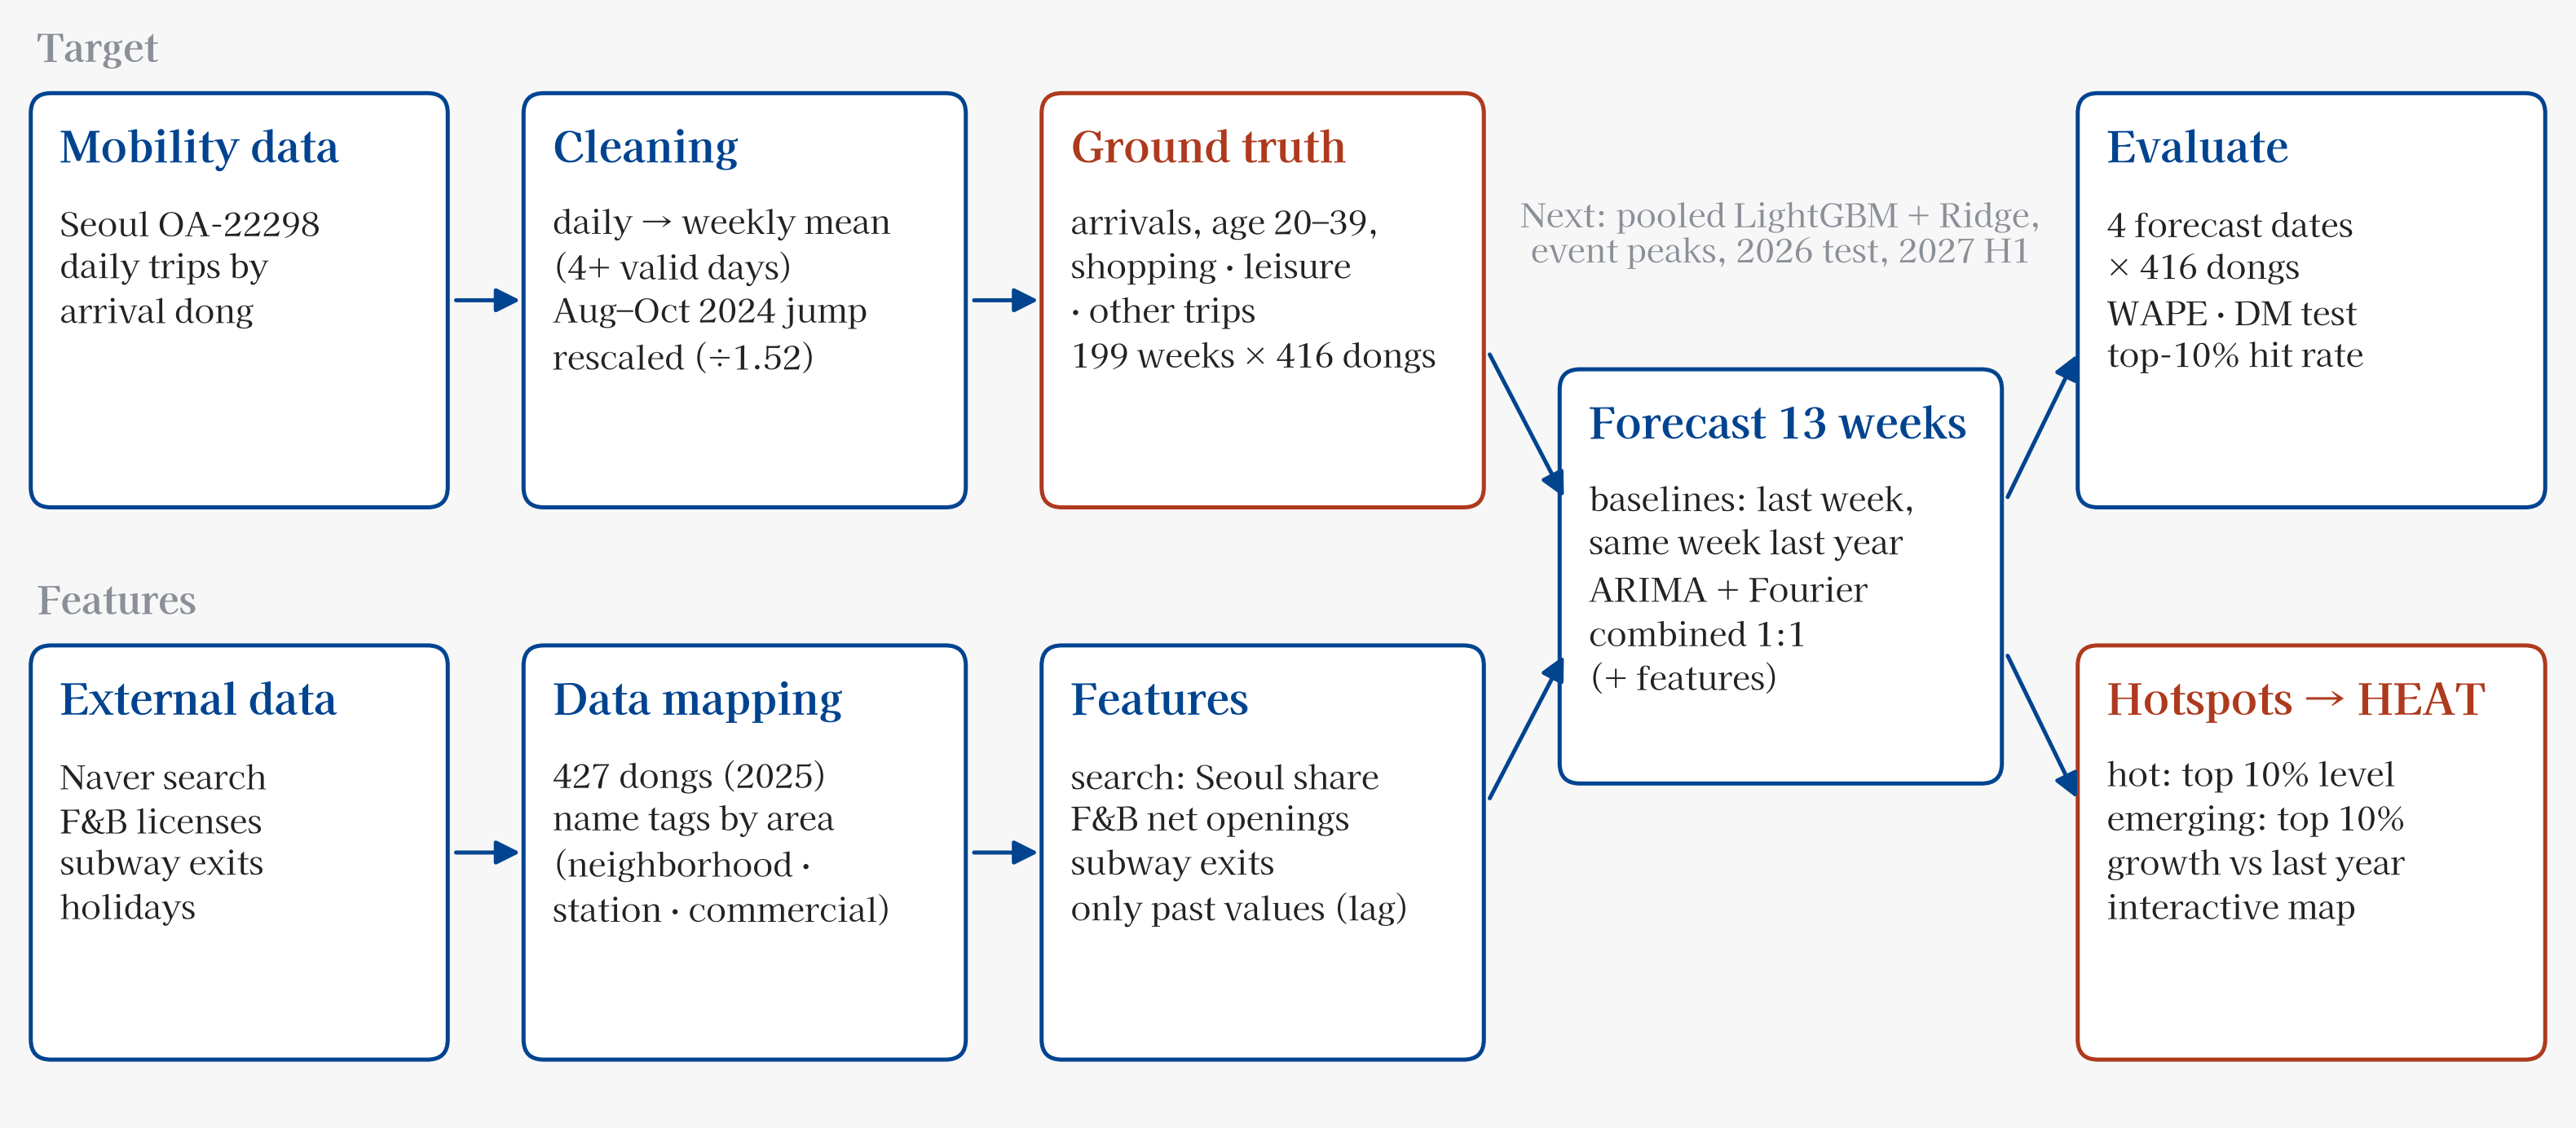 Target
Mobility data
Seoul OA-22298
daily trips by
arrival dong
Cleaning
daily → weekly mean
(4+ valid days)
Aug–Oct 2024 jump
rescaled (÷1.52)
Ground truth
arrivals, age 20–39,
shopping · leisure
· other trips
199 weeks × 416 dongs
Next: pooled LightGBM + Ridge,
event peaks, 2026 test, 2027 H1
Evaluate
4 forecast dates
× 416 dongs
WAPE · DM test
top-10% hit rate
Forecast 13 weeks
baselines: last week,
same week last year
ARIMA + Fourier
combined 1:1
(+ features)
Features
External data
Naver search
F&B licenses
subway exits
holidays
Data mapping
427 dongs (2025)
name tags by area
(neighborhood ·
station · commercial)
Features
search: Seoul share
F&B net openings
subway exits
only past values (lag)
Hotspots → HEAT
hot: top 10% level
emerging: top 10%
growth vs last year
interactive map